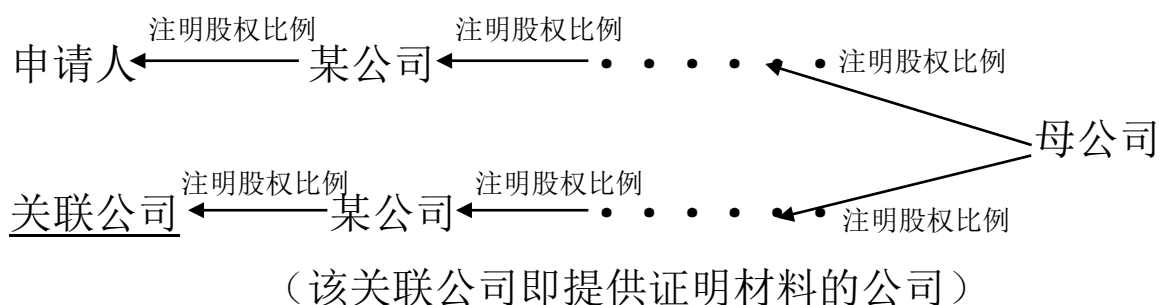 注明股权比例 注明股权比例
申请人 某公司 • • • • • • 注明股权比例
母公司
注明股权比例 注明股权比例
关联公司 某公司 • • • • • • 注明股权比例
（该关联公司即提供证明材料的公司）